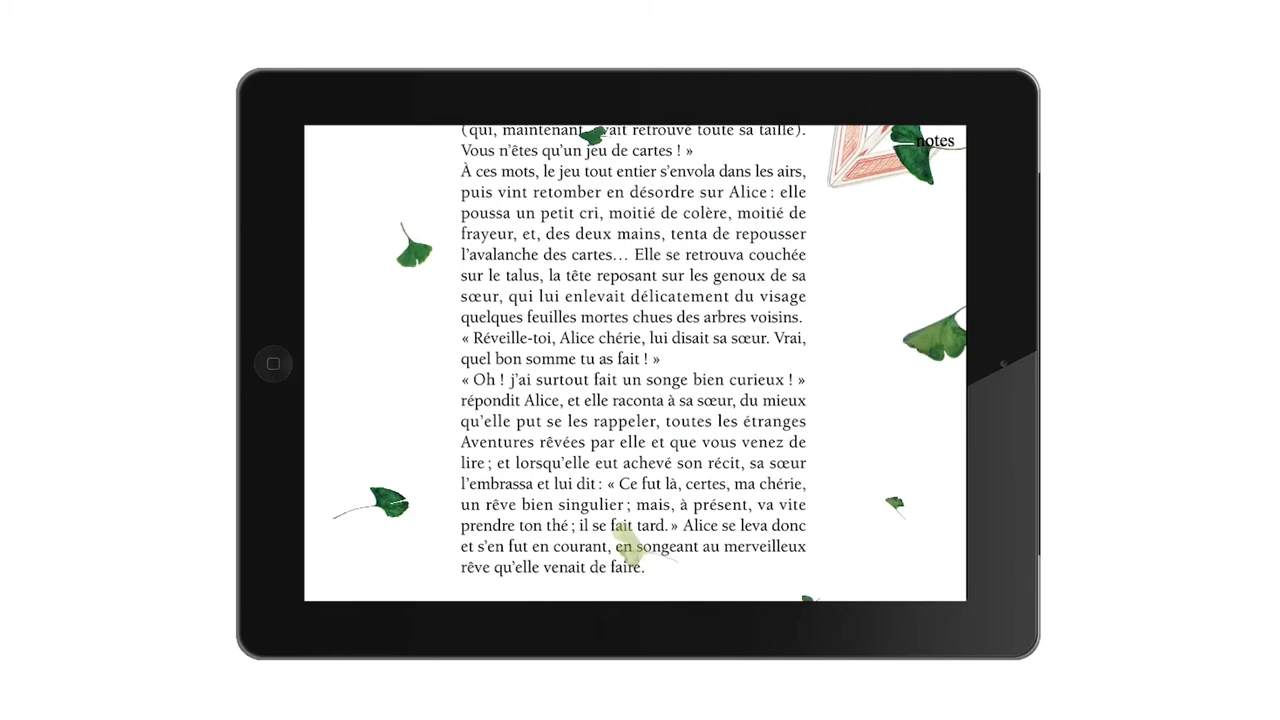 (qui, maintenant avait retrouvé toute sa taille).
notes
Vous n’êtes qu’un jeu de cartes ! »
À ces mots, le jeu tout entier s’envola dans les airs,
puis vint retomber en désordre sur Alice : elle
poussa un petit cri, moitié de colère, moitié de
frayeur, et, des deux mains, tenta de repousser
l’avalanche des cartes… Elle se retrouva couchée
sur le talus, la tête reposant sur les genoux de sa
sœur, qui lui enlevait délicatement du visage
quelques feuilles mortes chues des arbres voisins.
« Réveille-toi, Alice chérie, lui disait sa sœur. Vrai,
quel bon somme tu as fait ! »
« Oh ! j’ai surtout fait un songe bien curieux ! »
répondit Alice, et elle raconta à sa sœur, du mieux
qu’elle put se les rappeler, toutes les étranges
Aventures rêvées par elle et que vous venez de
lire ; et lorsqu’elle eut achevé son récit, sa sœur
l’embrassa et lui dit : « Ce fut là, certes, ma chérie,
un rêve bien singulier ; mais, à présent, va vite
prendre ton thé ; il se fait tard. » Alice se leva donc
et s’en fut en courant, en songeant au merveilleux
rêve qu’elle venait de faire.